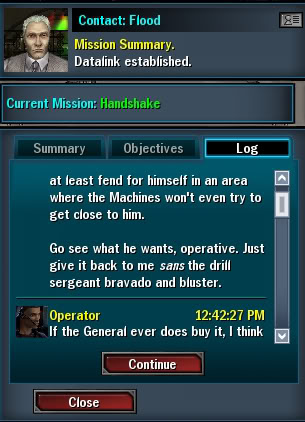 Contact: Flood
Mission Summary.
Datalink established.
Current Mission: Handshake
Summary
Objectives
Log
at least fend for himself in an area
where the Machines won't even try to
get close to him.
Go see what he wants, operative. Just
give it back to me sans the drill
sergeant bravado and bluster.
Operator
12:42:27 PM
If the General ever does buy it, I think
Continue
Close